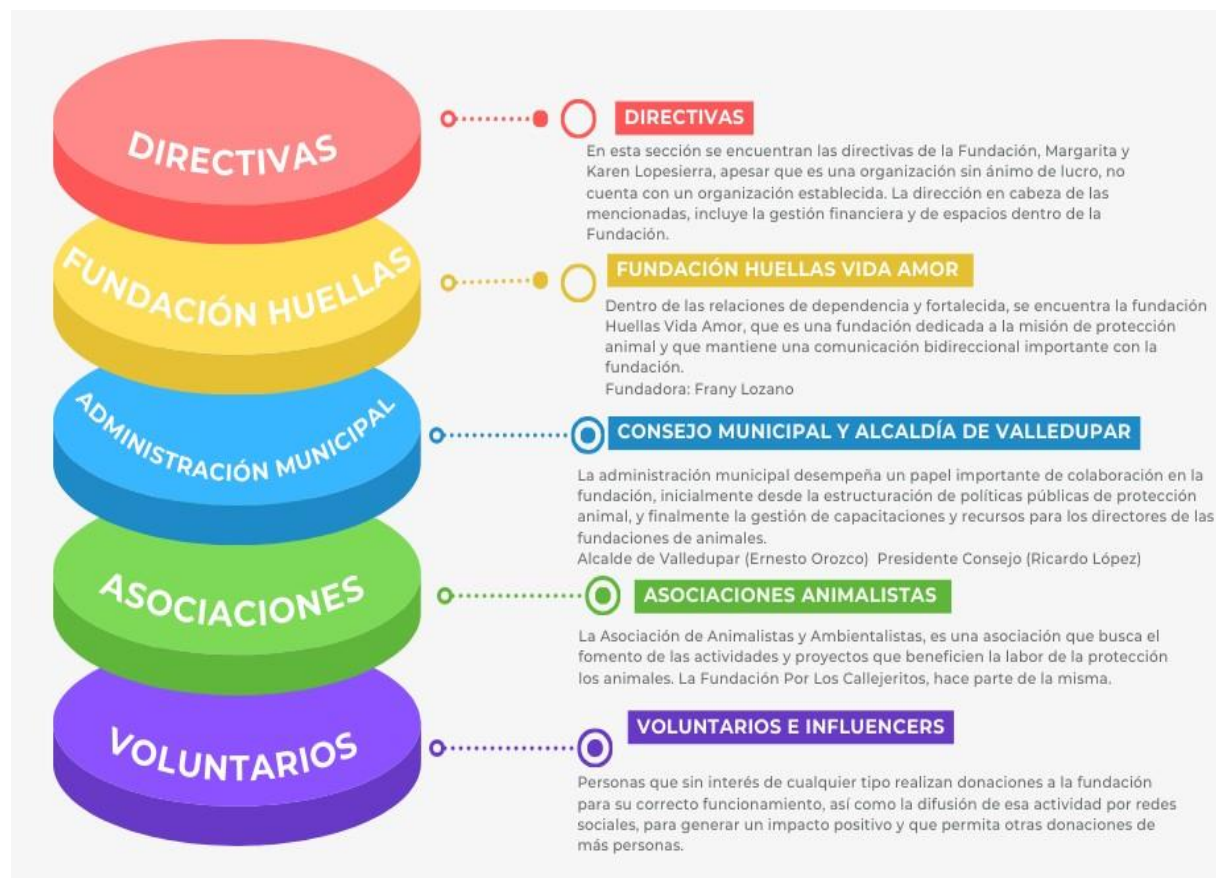 DIRECTIVAS
DIRECTIVAS
En esta sección se encuentran las directivas de la Fundación, Margarita y
Karen Lopesierra, apesar que es una organización sin ánimo de lucro, no
cuenta con un organización establecida. La dirección en cabeza de las
mencionadas, incluye la gestión financiera y de espacios dentro de la
Fundación.
FUNDACIÓN HUELLAS
FUNDACIÓN HUELLAS VIDA AMOR
Dentro de las relaciones de dependencia y fortalecida, se encuentra la fundación
Huellas Vida Amor, que es una fundación dedicada a la misión de protección
animal y que mantiene una comunicación bidireccional importante con la
fundación.
Fundadora: Frany Lozano
ADMINISTRACIÓN MUNICIPAL
CONSEJO MUNICIPAL Y ALCALDÍA DE VALLEDUPAR
La administración municipal desempeña un papel importante de colaboración en la
fundación, inicialmente desde la estructuración de políticas públicas de protección
animal, y finalmente la gestión de capacitaciones y recursos para los directores de las
fundaciones de animales.
Alcalde de Valledupar (Ernesto Orozco) Presidente Consejo (Ricardo López)
ASOCIACIONES
ASOCIACIONES ANIMALISTAS
La Asociación de Animalistas y Ambientalistas, es una asociación que busca el
fomento de las actividades y proyectos que beneficien la labor de la protección
los animales. La Fundación Por Los Callejeritos, hace parte de la misma.
VOLUNTARIOS
VOLUNTARIOS E INFLUENCERS
Personas que sin interés de cualquier tipo realizan donaciones a la fundación
para su correcto funcionamiento, así como la difusión de esa actividad por redes
sociales, para generar un impacto positivo y que permita otras donaciones de
más personas.